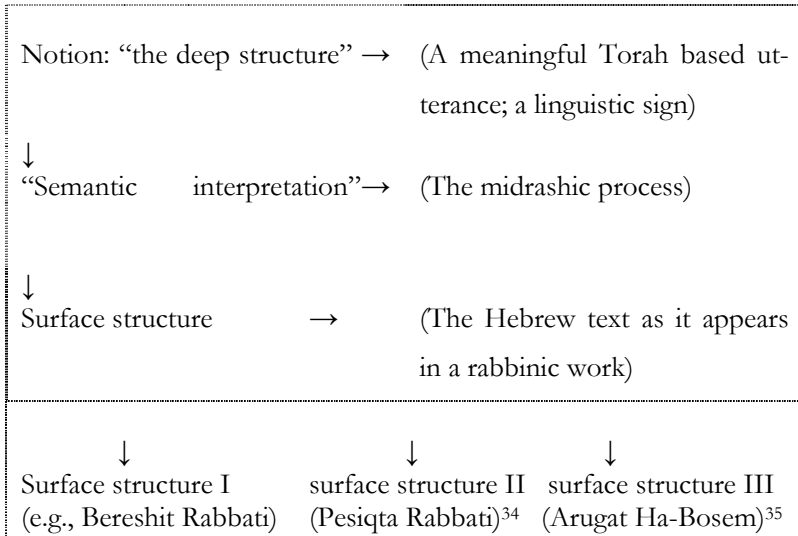 Notion: “the deep structure” → (A meaningful Torah based ut-
terance; a linguistic sign)
↓
“Semantic interpretation”→ (The midrashic process)
↓
Surface structure → (The Hebrew text as it appears
in a rabbinic work)
↓ ↓ ↓
Surface structure I surface structure II surface structure III
(e.g., Bereshit Rabbati) (Pesiqta Rabbati)³⁴ (Arugat Ha-Bosem)³⁵